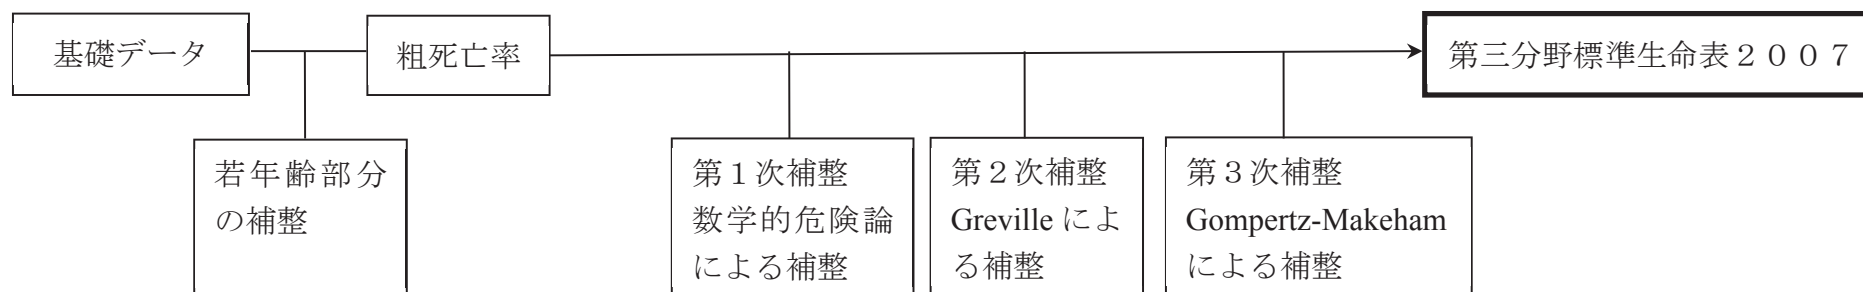 基礎データ
粗死亡率
第三分野標準生命表２００７
若年齢部分
の補整
第１次補整
数学的危険論
による補整
第２次補整
Greville によ
る補整
第３次補整
Gompertz-Makeham
による補整